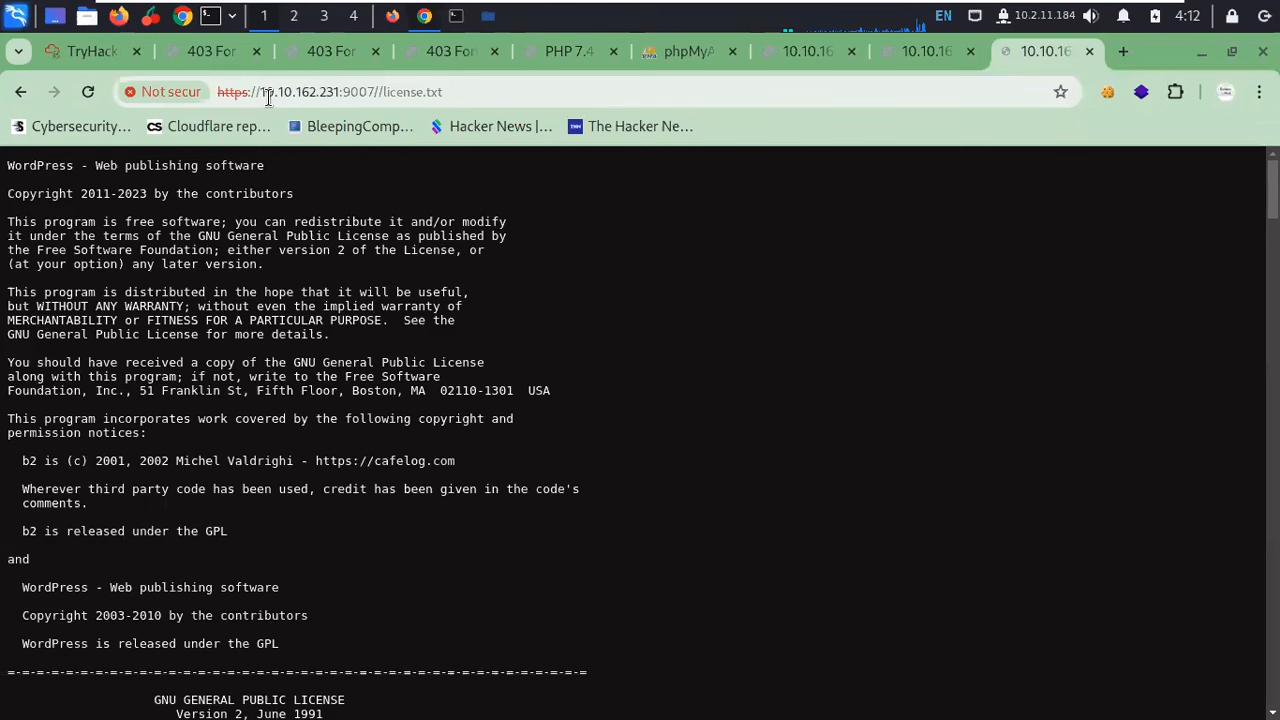 1 2 3 4 EN 10.2.11.184 4:12
TryHack 403 For 403 For 403 For PHP 7.4 phpMyA 10.10.16 10.10.16 10.10.16
Not secur https://10.10.162.231:9007//license.txt
Cybersecurity... Cloudflare rep... BleepingComp... Hacker News |... The Hacker Ne...
WordPress - Web publishing software
Copyright 2011-2023 by the contributors
This program is free software; you can redistribute it and/or modify
it under the terms of the GNU General Public License as published by
the Free Software Foundation; either version 2 of the License, or
(at your option) any later version.
This program is distributed in the hope that it will be useful,
but WITHOUT ANY WARRANTY; without even the implied warranty of
MERCHANTABILITY or FITNESS FOR A PARTICULAR PURPOSE.  See the
GNU General Public License for more details.
You should have received a copy of the GNU General Public License
along with this program; if not, write to the Free Software
Foundation, Inc., 51 Franklin St, Fifth Floor, Boston, MA  02110-1301  USA
This program incorporates work covered by the following copyright and
permission notices:
b2 is (c) 2001, 2002 Michel Valdrighi - https://cafelog.com
Wherever third party code has been used, credit has been given in the code's
comments.
b2 is released under the GPL
and
WordPress - Web publishing software
Copyright 2003-2010 by the contributors
WordPress is released under the GPL
=-=-=-=-=-=-=-=-=-=-=-=-=-=-=-=-=-=-=-=-=-=-=-=-=-=-=-=-=-=-=-=-=-=-=-=-=-=-=-=
GNU GENERAL PUBLIC LICENSE
Version 2, June 1991